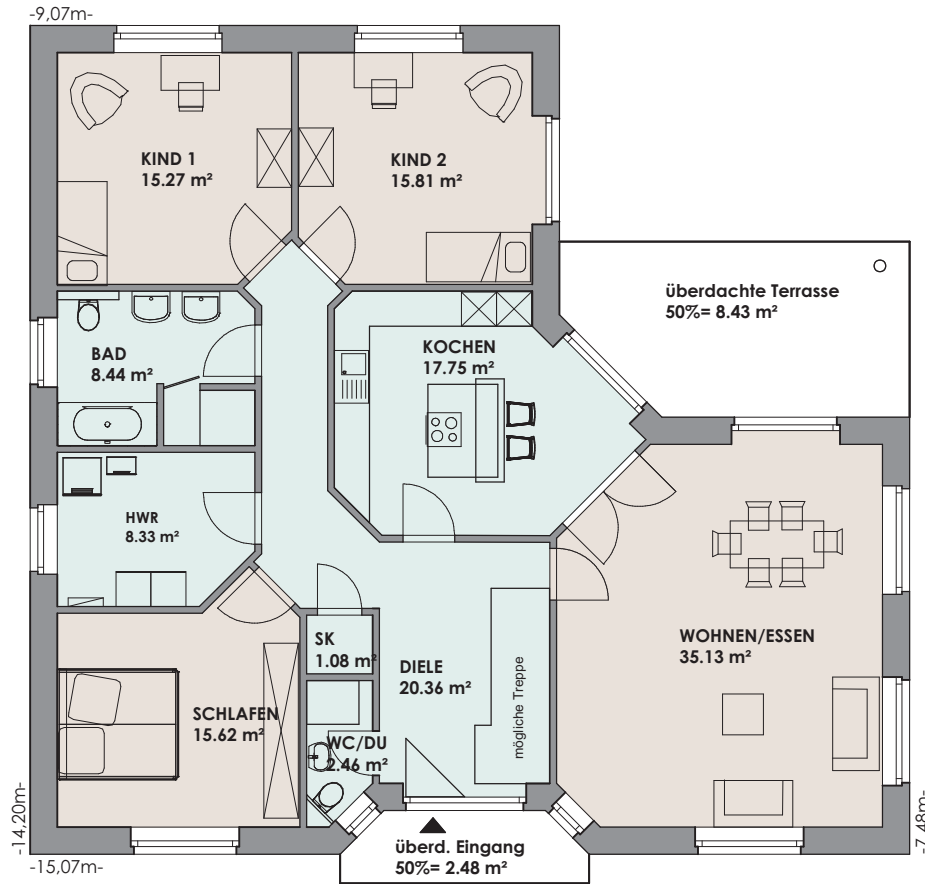 -9,07m-
KIND 1
15.27 m²
KIND 2
15.81 m²
überdachte Terrasse
50%= 8.43 m²
BAD
8.44 m²
KOCHEN
17.75 m²
HWR
8.33 m²
SK
1.08 m²
DIELE
20.36 m²
mögliche Treppe
WOHNEN/ESSEN
35.13 m²
SCHLAFEN
15.62 m²
WC/DU
2.46 m²
-14,20m-
-7,48m-
überd. Eingang
50%= 2.48 m²
-15,07m-